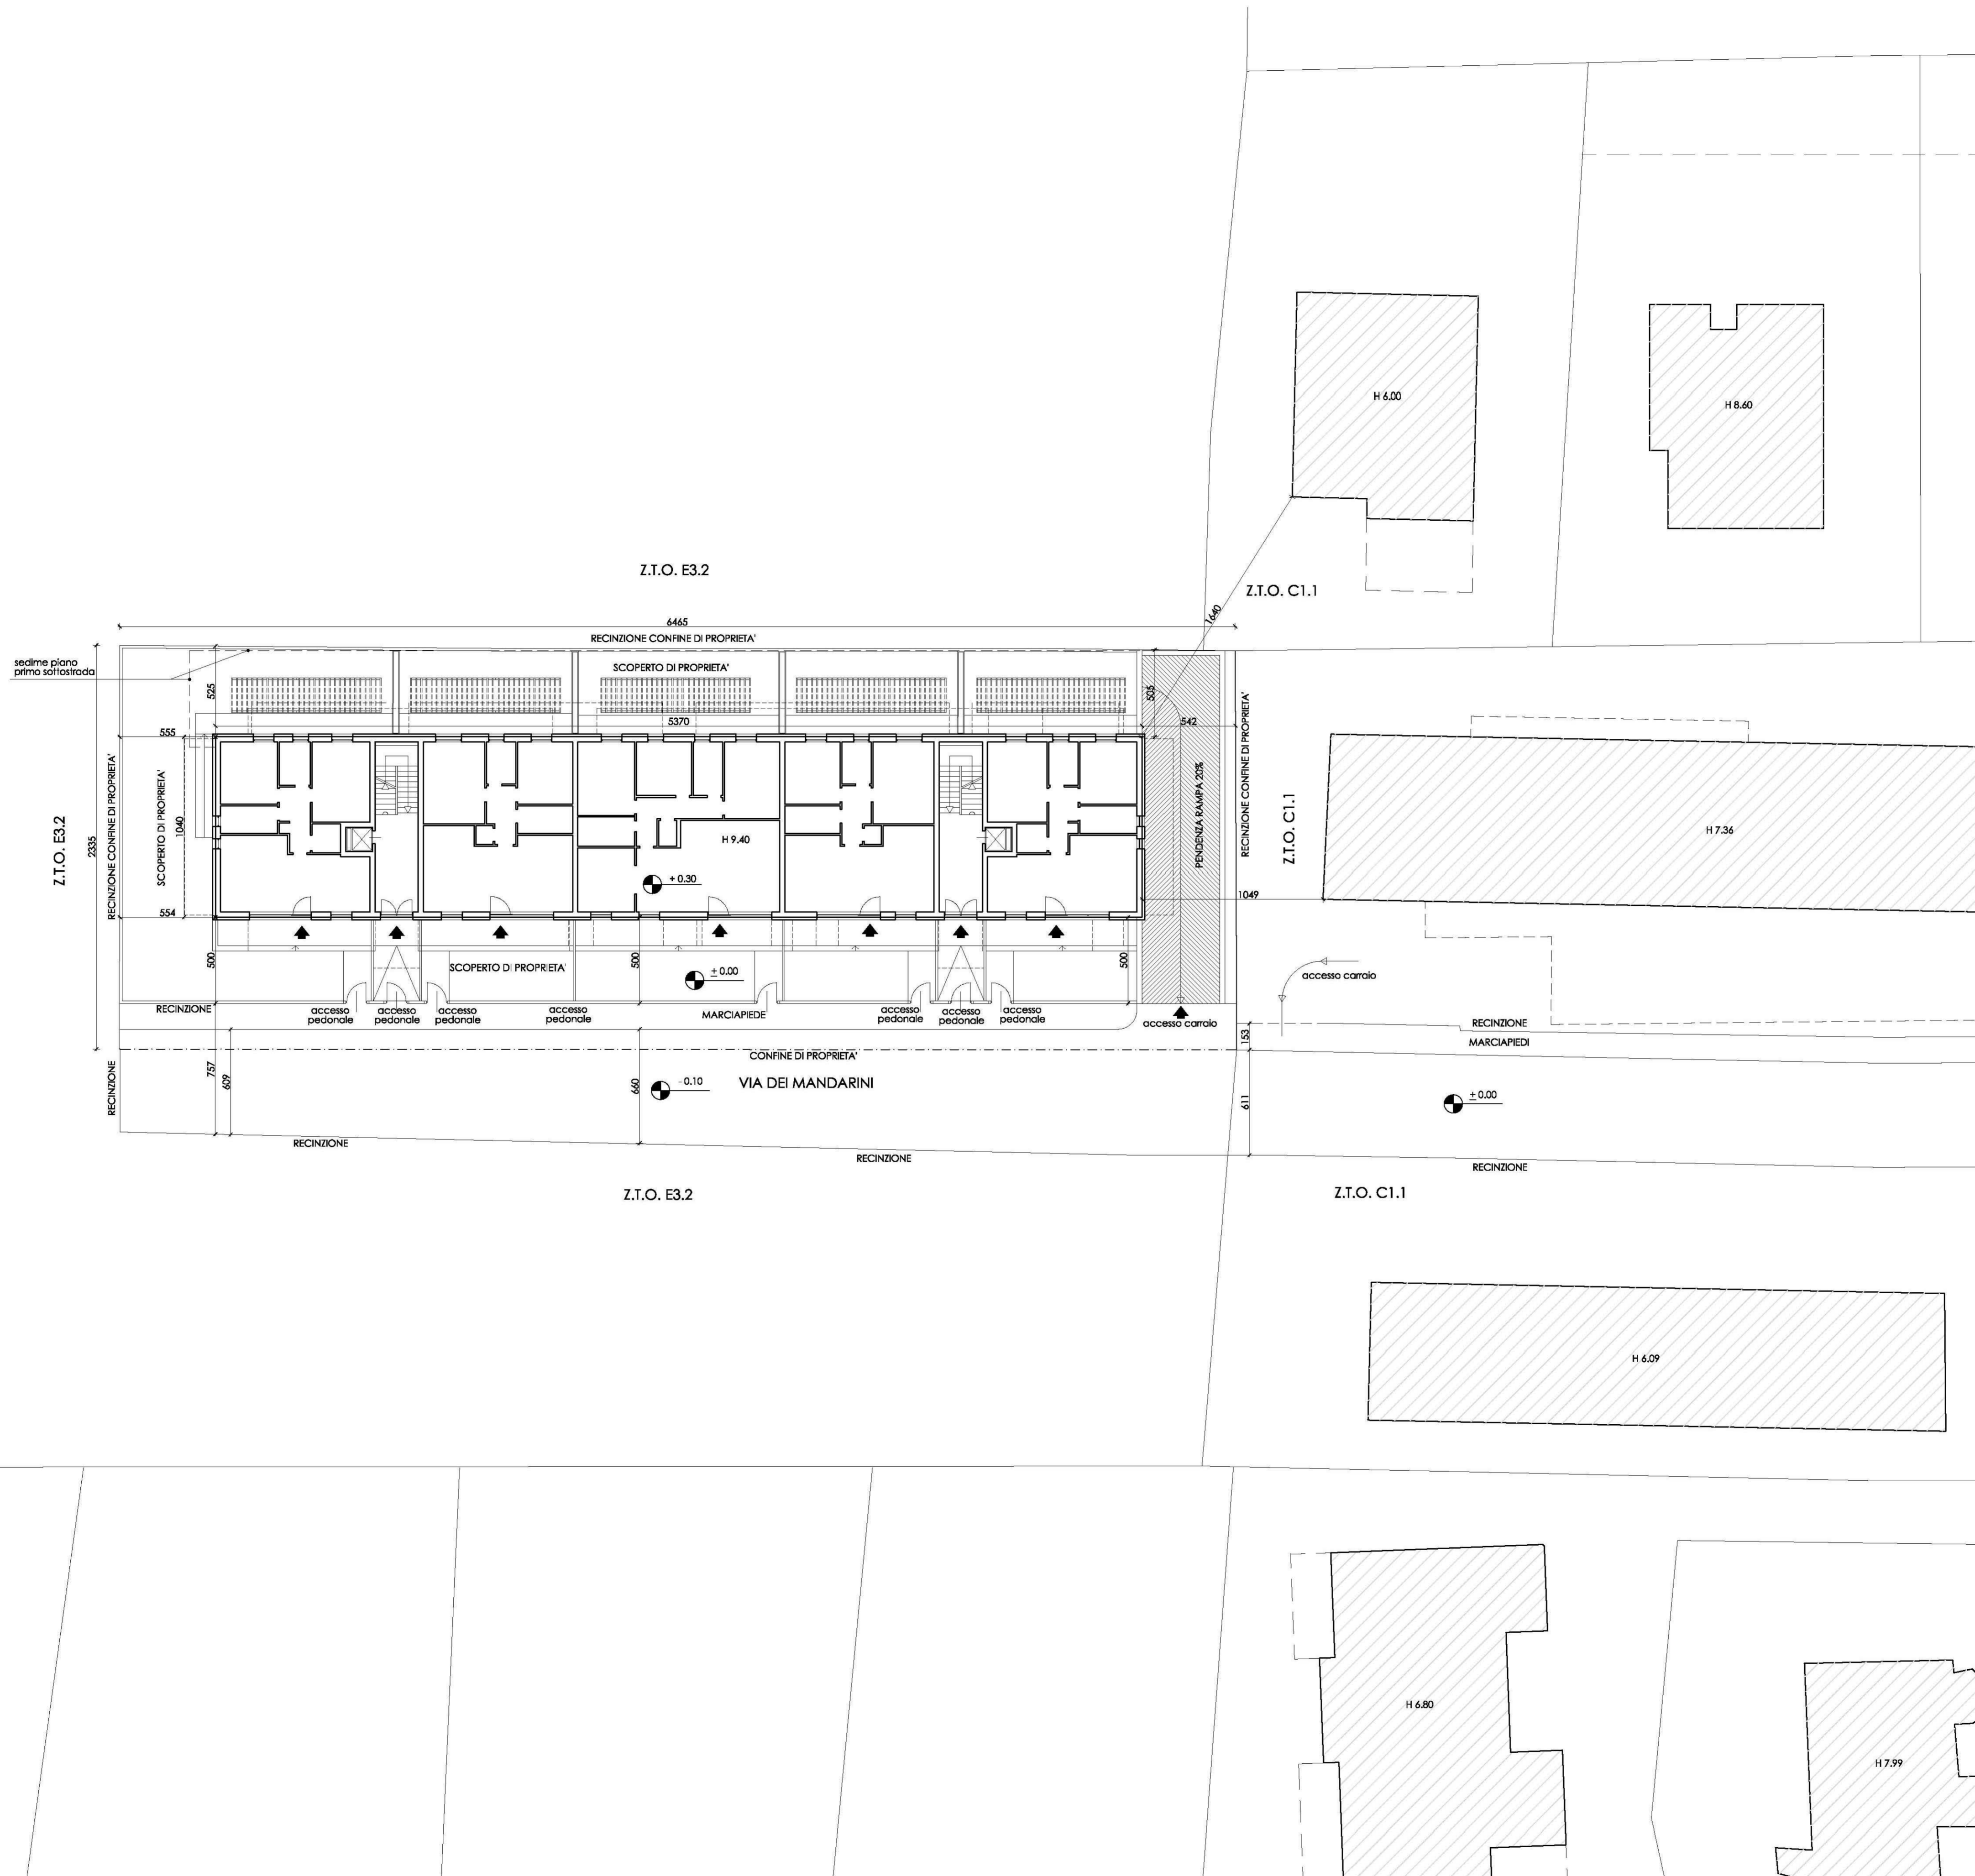 H 6.00
H 8.60
Z.T.O. E3.2
Z.T.O. C1.1
1640
6465
RECINZIONE CONFINE DI PROPRIETA'
sedime piano
primo sottostrada
SCOPERTO DI PROPRIETA'
525
505
5370
542
555
RECINZIONE CONFINE DI PROPRIETA'
SCOPERTO DI PROPRIETA'
1040
2335
Z.T.O. E3.2
H 9.40
+ 0.30
PENDENZA RAMPA 20%
RECINZIONE CONFINE DI PROPRIETA'
Z.T.O. C1.1
H 7.36
554
1049
500
SCOPERTO DI PROPRIETA'
500
± 0.00
500
accesso carraio
RECINZIONE
accesso
pedonale
accesso
pedonale
accesso
pedonale
accesso
pedonale
MARCIAPIEDE
accesso
pedonale
accesso
pedonale
accesso
pedonale
accesso carraio
RECINZIONE
153
MARCIAPIEDI
CONFINE DI PROPRIETA'
RECINZIONE
757
609
660
- 0.10
VIA DEI MANDARINI
611
± 0.00
RECINZIONE
RECINZIONE
RECINZIONE
Z.T.O. E3.2
Z.T.O. C1.1
H 6.09
H 6.80
H 7.99